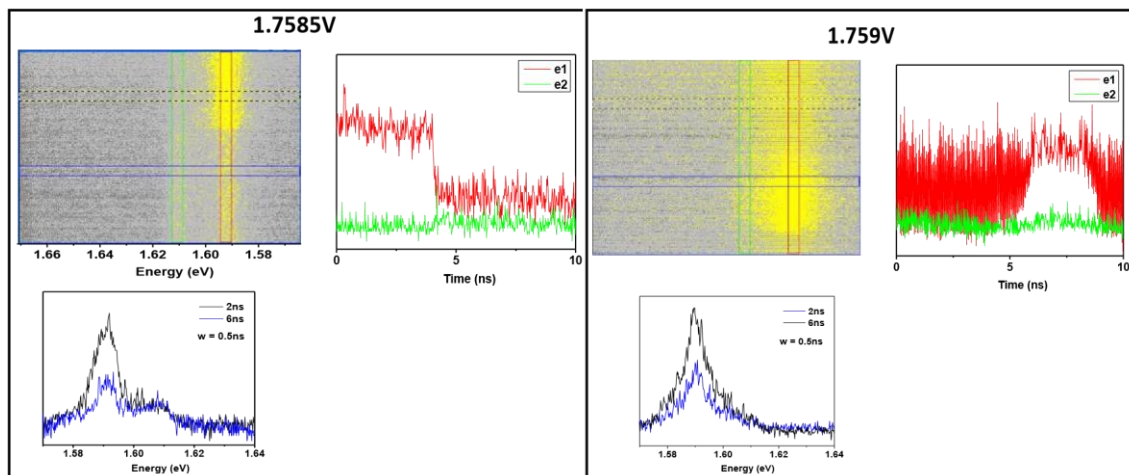 1.7585V
1.66 1.64 1.62 1.60 1.58
Energy (eV)
e1
e2
0 5 10
Time (ns)
2ns
6ns
w = 0.5ns
1.58 1.60 1.62 1.64
Energy (eV)
1.759V
e1
e2
0 5 10
Time (ns)
2ns
6ns
w = 0.5ns
1.58 1.60 1.62 1.64
Energy (eV)